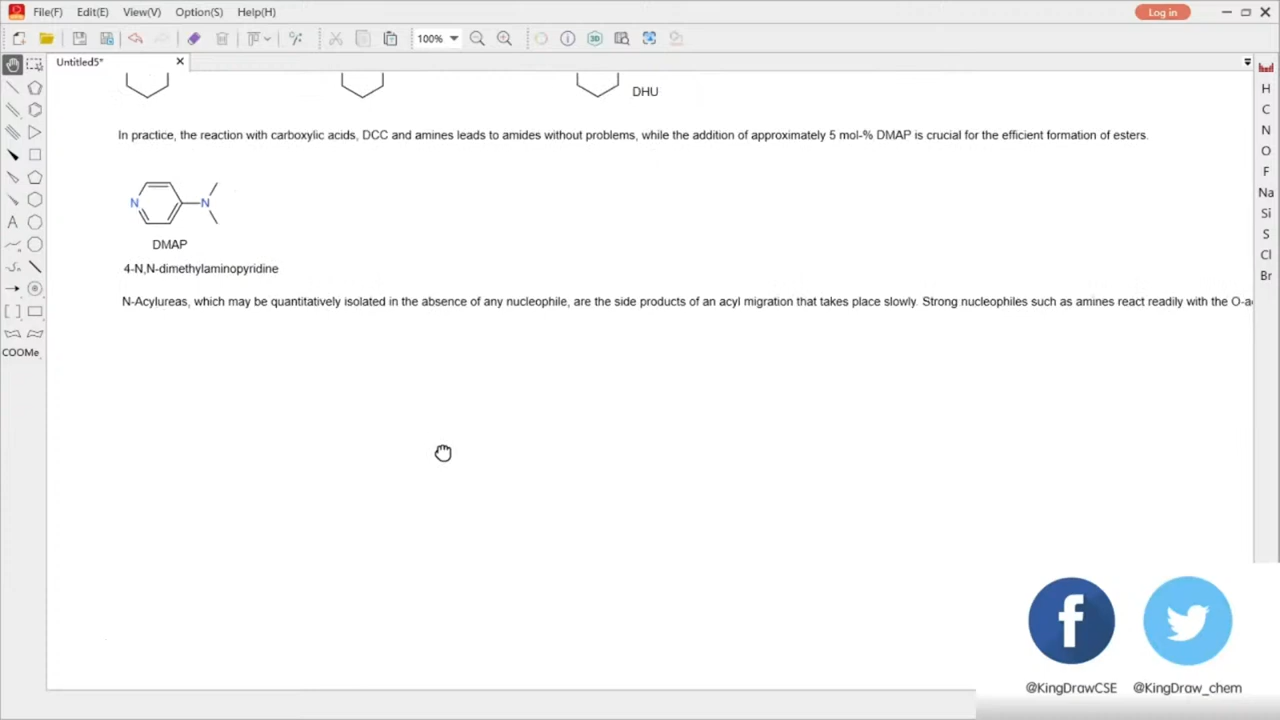 File(F) Edit(E) View(V) Option(S) Help(H) Log in
100%
Untitled5*
DHU
In practice, the reaction with carboxylic acids, DCC and amines leads to amides without problems, while the addition of approximately 5 mol-% DMAP is crucial for the efficient formation of esters.
N N
DMAP
4-N,N-dimethylaminopyridine
N-Acylureas, which may be quantitatively isolated in the absence of any nucleophile, are the side products of an acyl migration that takes place slowly. Strong nucleophiles such as amines react readily with the
A
COOMe
H
C
N
O
F
Na
Si
S
Cl
Br
3D
@KingDrawCSE @KingDraw_chem